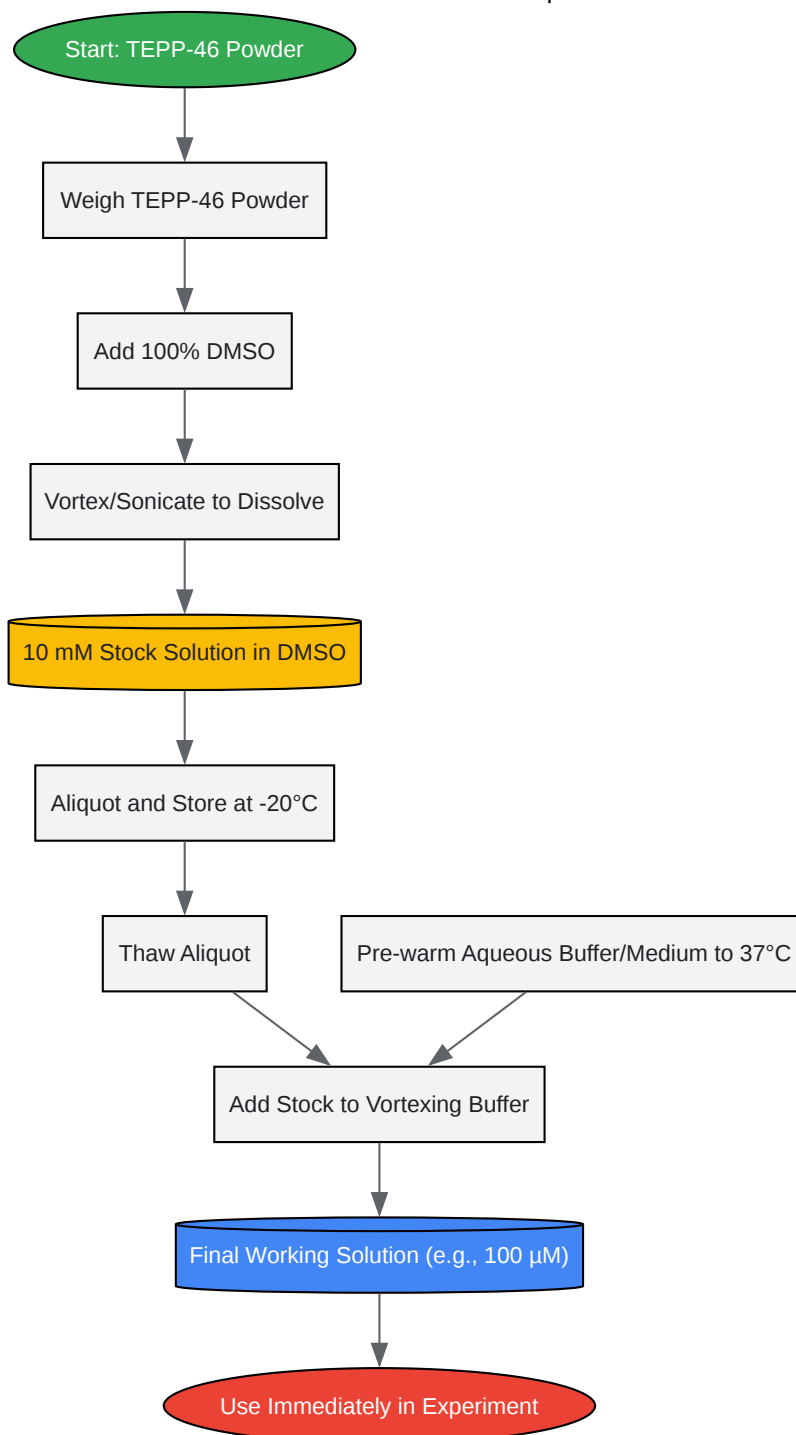 Start: TEPP-46 Powder
Weigh TEPP-46 Powder
Add 100% DMSO
Vortex/Sonicate to Dissolve
10 mM Stock Solution in DMSO
Aliquot and Store at -20°C
Thaw Aliquot
Pre-warm Aqueous Buffer/Medium to 37°C
Add Stock to Vortexing Buffer
Final Working Solution (e.g., 100 µM)
Use Immediately in Experiment